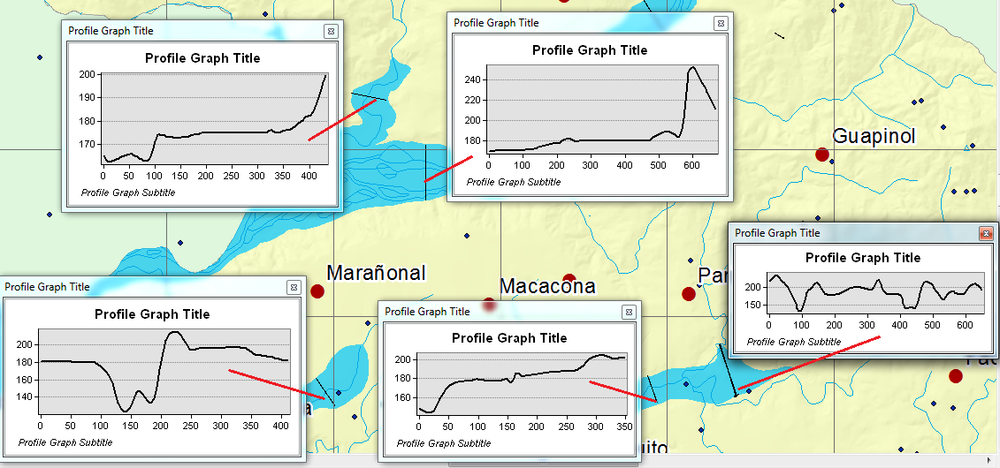 Profile Graph Title
Profile Graph Title
200
190
180
170
0 50 100 150 200 250 300 350 400
Profile Graph Subtitle
Profile Graph Title
Profile Graph Title
240
220
200
180
0 100 200 300 400 500 600
Profile Graph Subtitle
Guapinol
Profile Graph Title
Profile Graph Title
200
150
0 100 200 300 400 500 600
Profile Graph Subtitle
Marañonal
Macacona
Profile Graph Title
Profile Graph Title
200
180
160
140
0 50 100 150 200 250 300 350 400
Profile Graph Subtitle
Profile Graph Title
Profile Graph Title
200
180
160
0 50 100 150 200 250 300 350
Profile Graph Subtitle